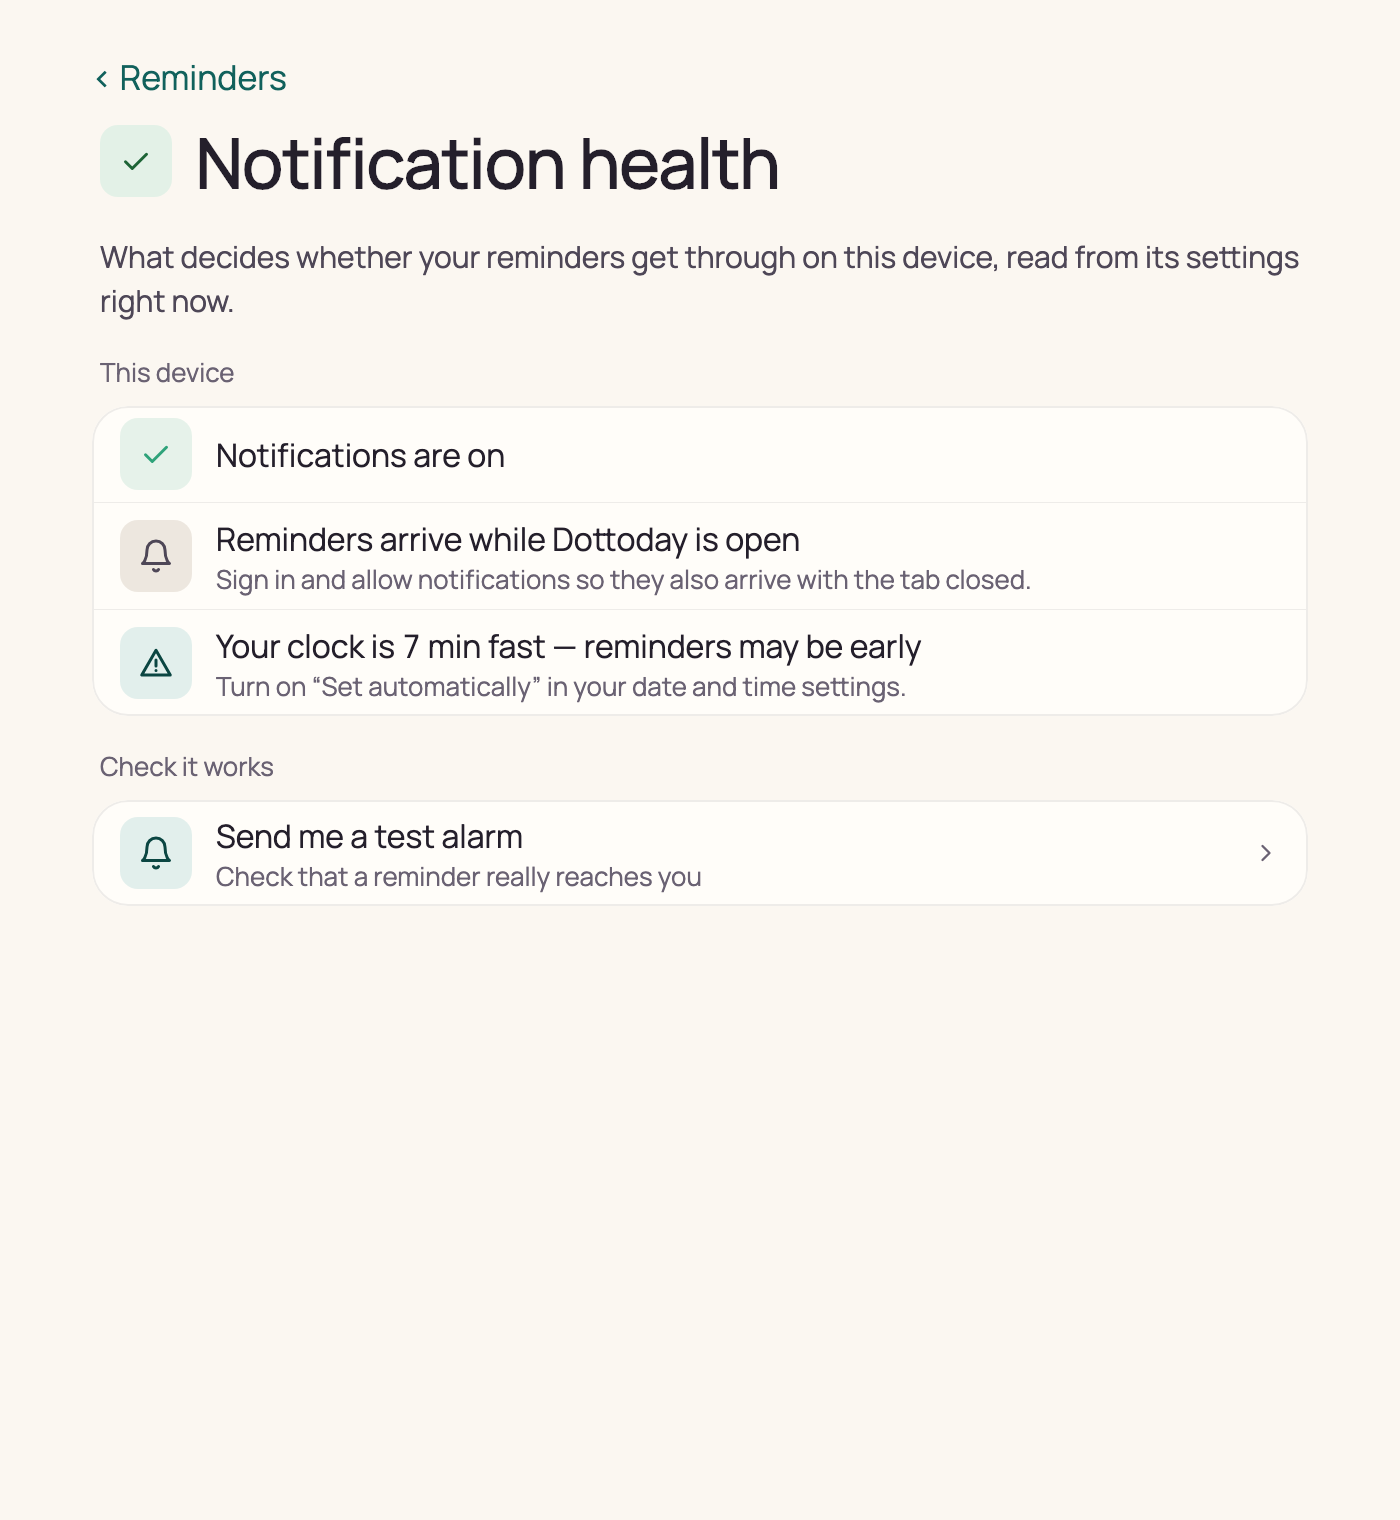 Reminders
Notification health
What decides whether your reminders get through on this device, read from its settings
right now.
This device
Notifications are on
Reminders arrive while Dottoday is open
Sign in and allow notifications so they also arrive with the tab closed.
Your clock is 7 min fast — reminders may be early
Turn on “Set automatically” in your date and time settings.
Check it works
Send me a test alarm
Check that a reminder really reaches you